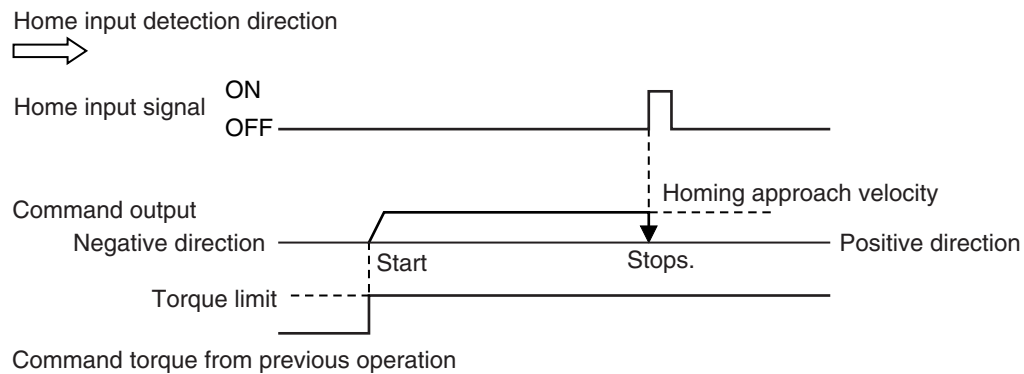 Home input detection direction
Home input signal
ON
OFF
Homing approach velocity
Command output
Negative direction
Positive direction
Start
Stops.
Torque limit
Command torque from previous operation